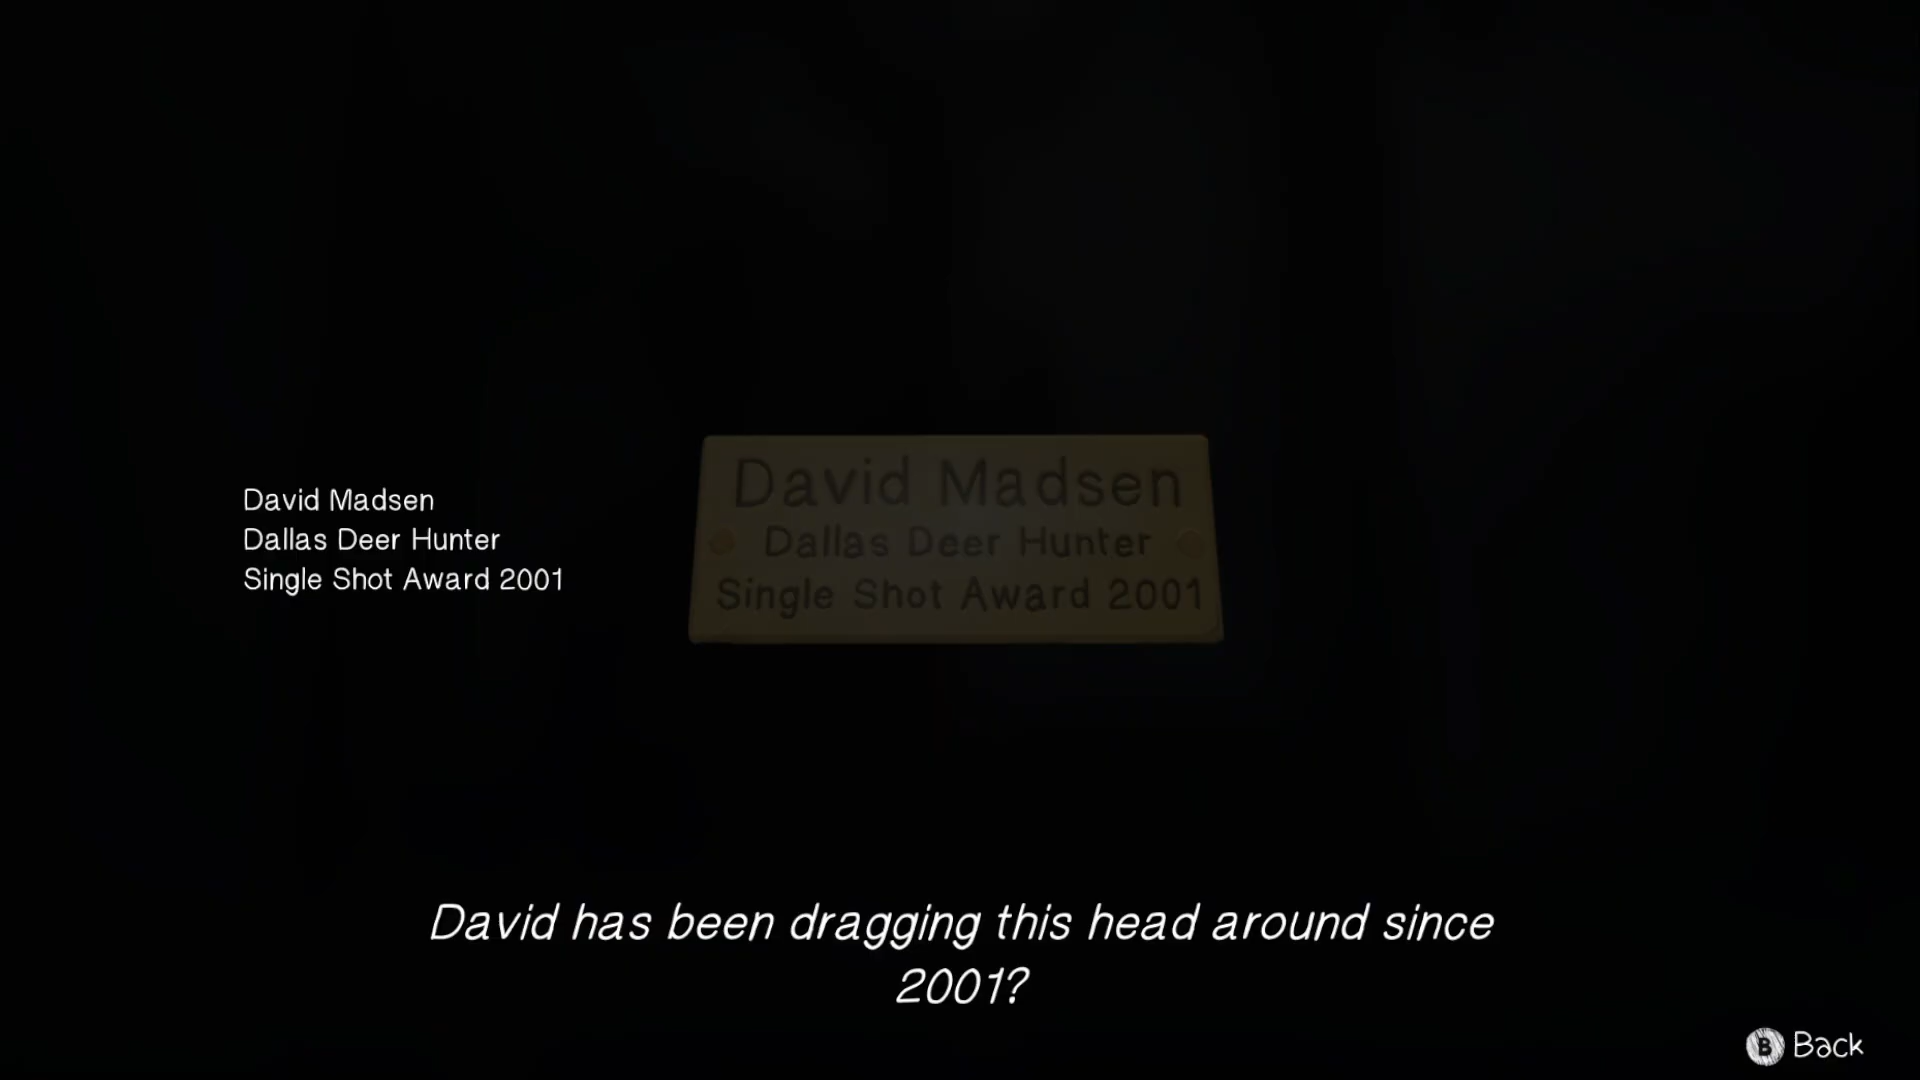 David Madsen
Dallas Deer Hunter
Single Shot Award 2001
David Madsen
Dallas Deer Hunter
Single Shot Award 2001
David has been dragging this head around since
2001?
B Back